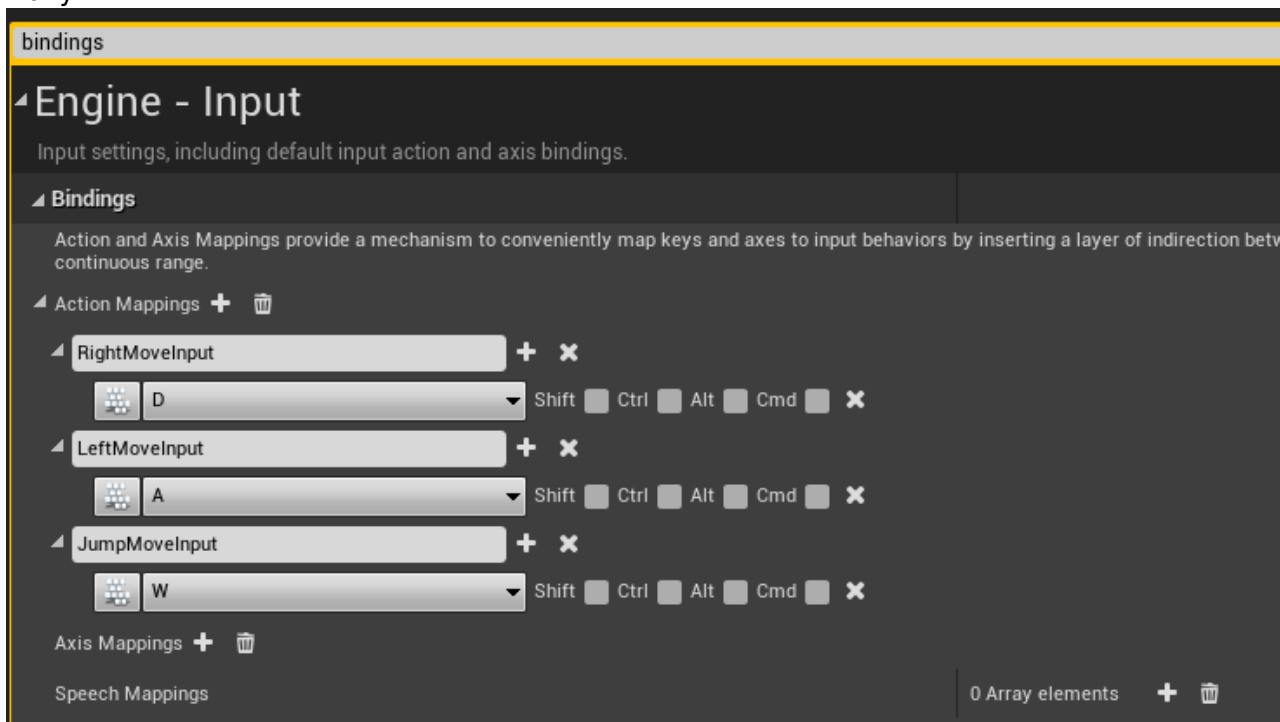 bindings
Engine - Input
Input settings, including default input action and axis bindings.
Bindings
Action and Axis Mappings provide a mechanism to conveniently map keys and axes to input behaviors by inserting a layer of indirection
continuous range.
Action Mappings
RightMoveInput
D Shift Ctrl Alt Cmd
LeftMoveInput
A Shift Ctrl Alt Cmd
JumpMoveInput
W Shift Ctrl Alt Cmd
Axis Mappings
Speech Mappings 0 Array elements